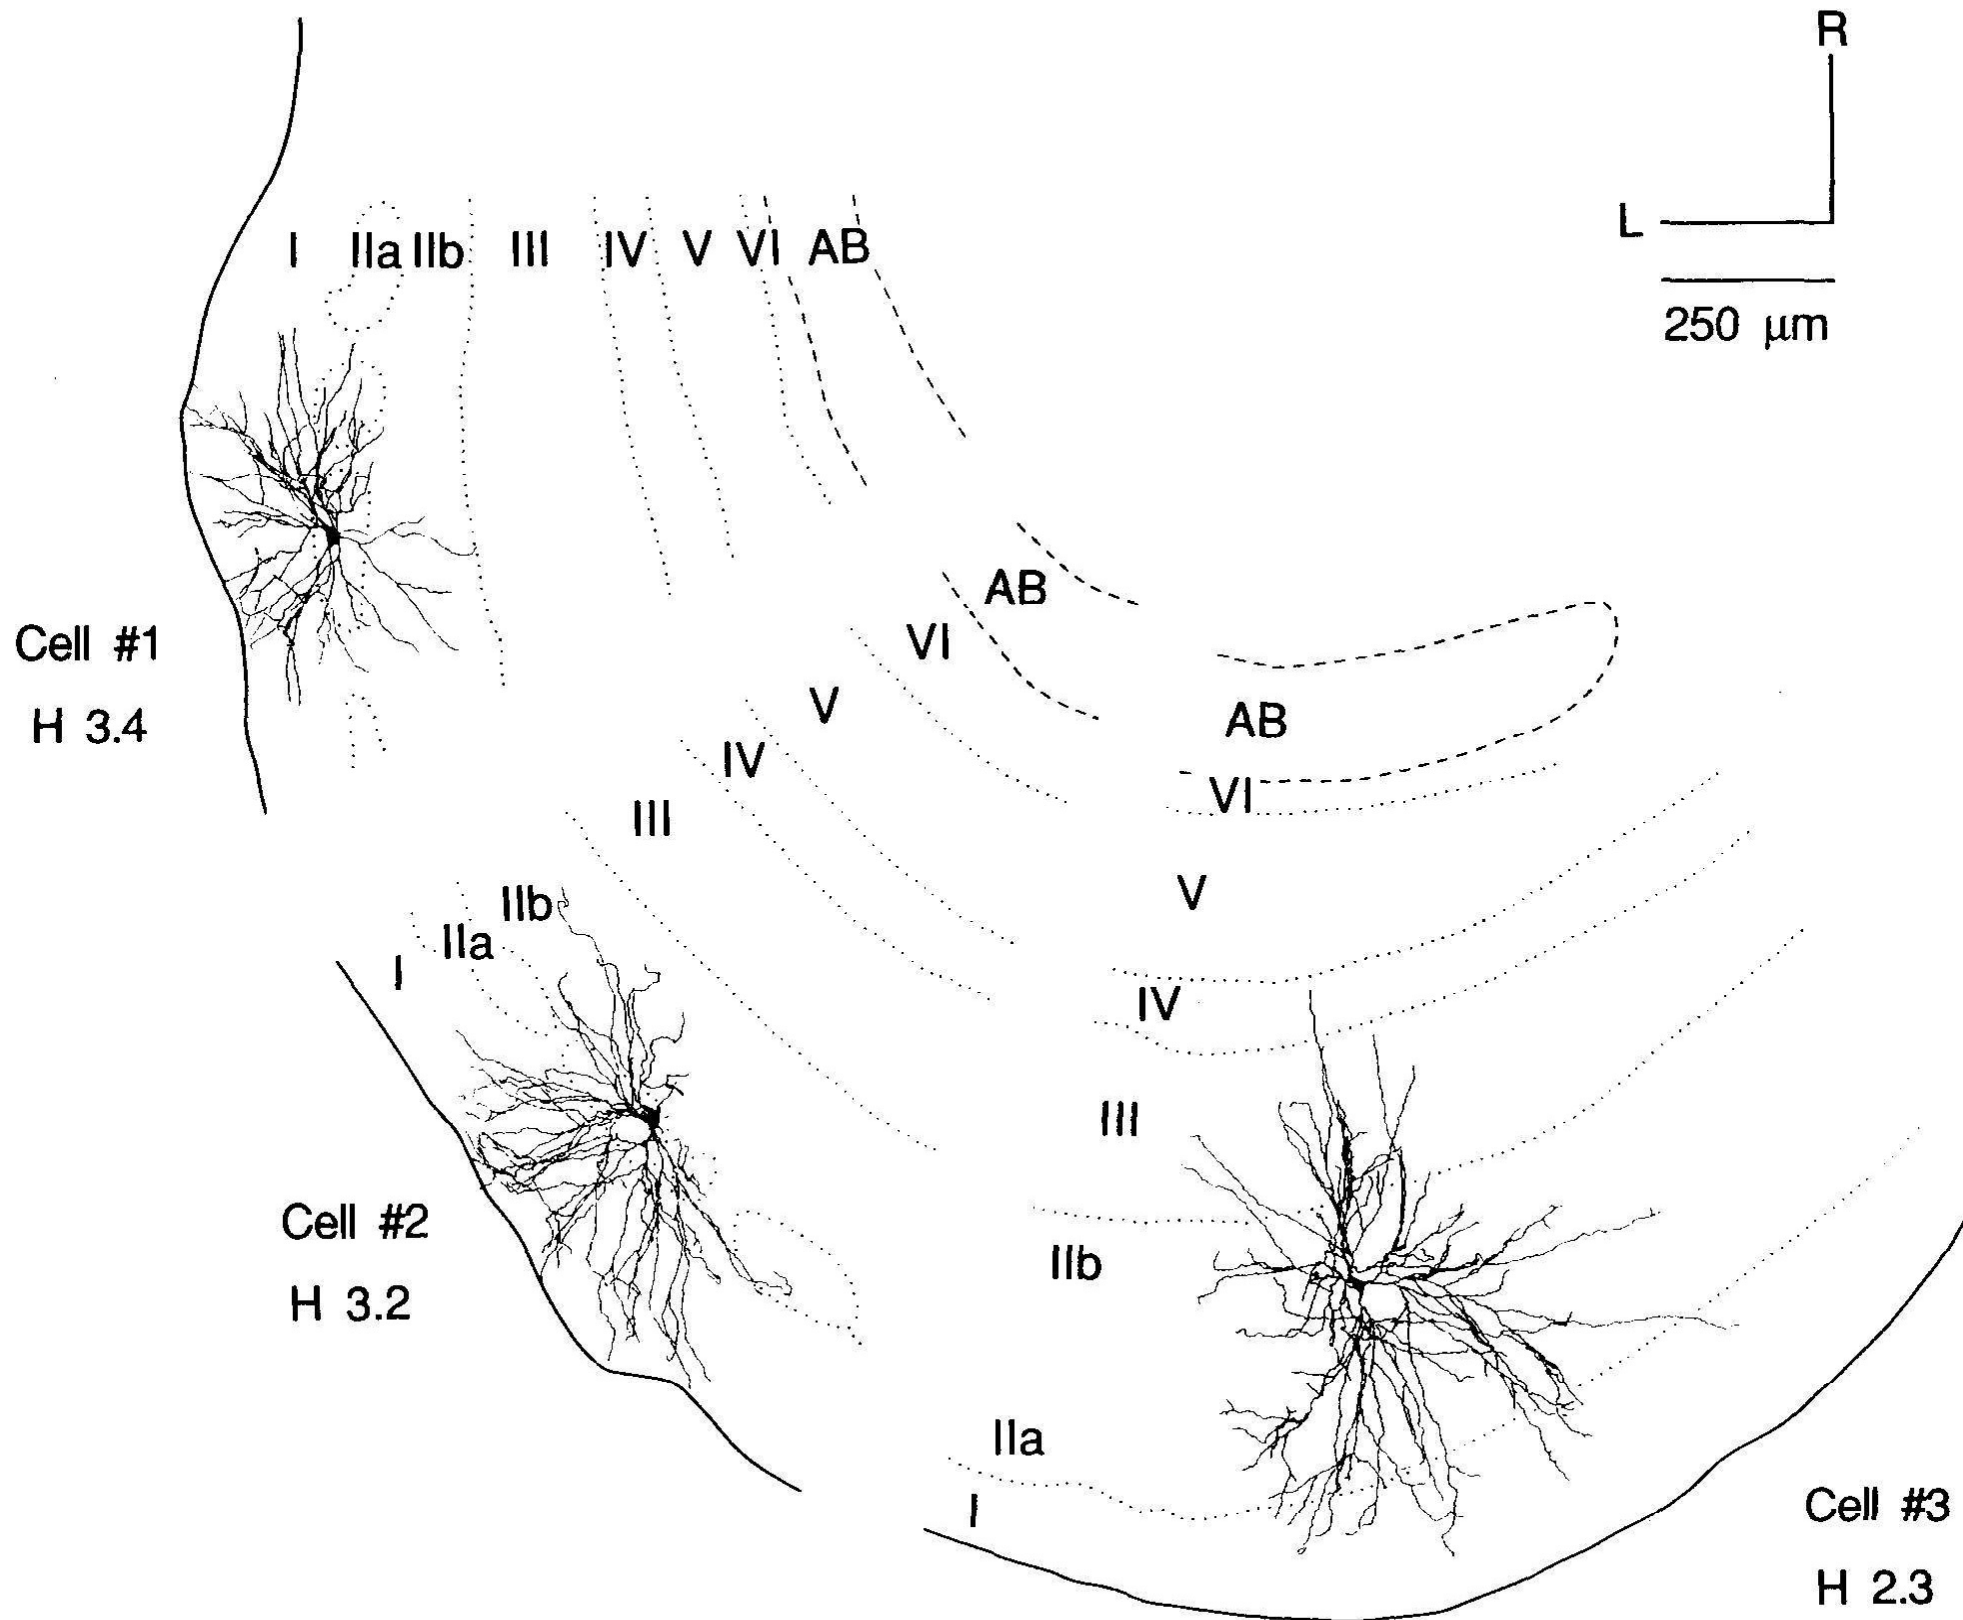 R
L
250 μm
I IIa IIb III IV V VI AB
Cell #1
H 3.4
AB
VI
V
IV
III
IIb
IIa
I
Cell #2
H 3.2
AB
VI
V
IV
III
IIb
IIa
I
Cell #3
H 2.3